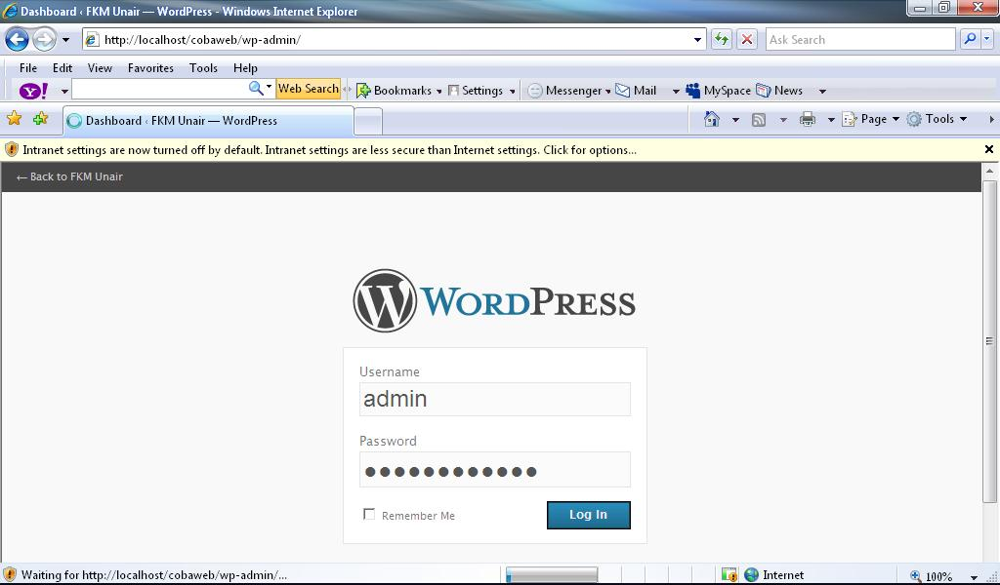 Dashboard ‹ FKM Unair — WordPress - Windows Internet Explorer
http://localhost/cobaweb/wp-admin/ Ask Search
File Edit View Favorites Tools Help
Y! Web Search Bookmarks Settings Messenger Mail MySpace News
Dashboard ‹ FKM Unair — WordPress Page Tools
Intranet settings are now turned off by default. Intranet settings are less secure than Internet settings. Click for options...
← Back to FKM Unair
W WORDPRESS
Username
admin
Password
●●●●●●●●●●●●
Remember Me Log In
Waiting for http://localhost/cobaweb/wp-admin/... Internet 100%